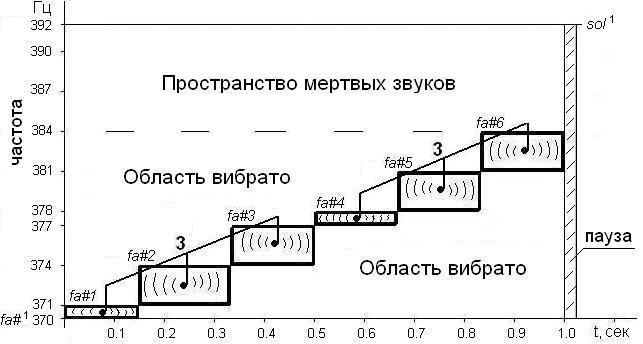 Гц
392
sol¹
390
387
Пространство мертвых звуков
частота
384
fa#6
3
381
fa#5
Область вибрато
378
fa#4
377
fa#3
3
пауза
374
fa#2
Область вибрато
371
fa#1
fa#¹ 370
0.1 0.2 0.3 0.4 0.5 0.6 0.7 0.8 0.9 1.0 t, сек